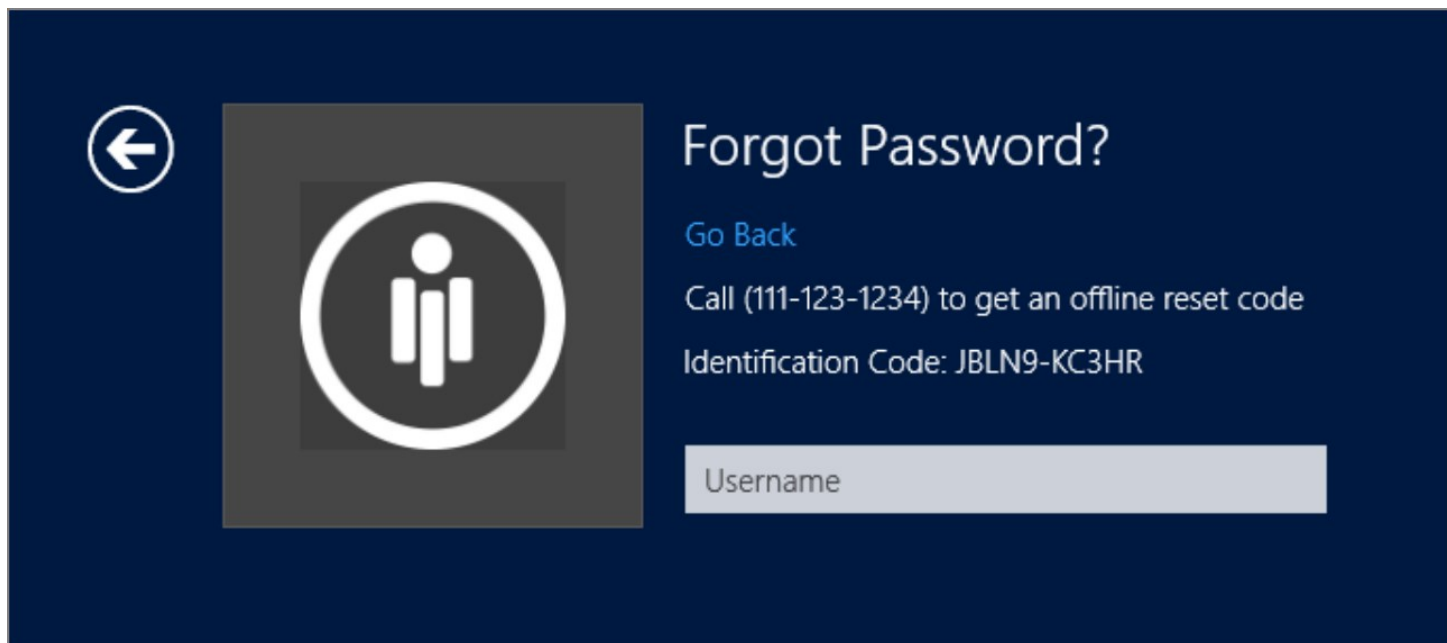 Forgot Password?
Go Back
Call (111-123-1234) to get an offline reset code
Identification Code: JBLN9-KC3HR
Username